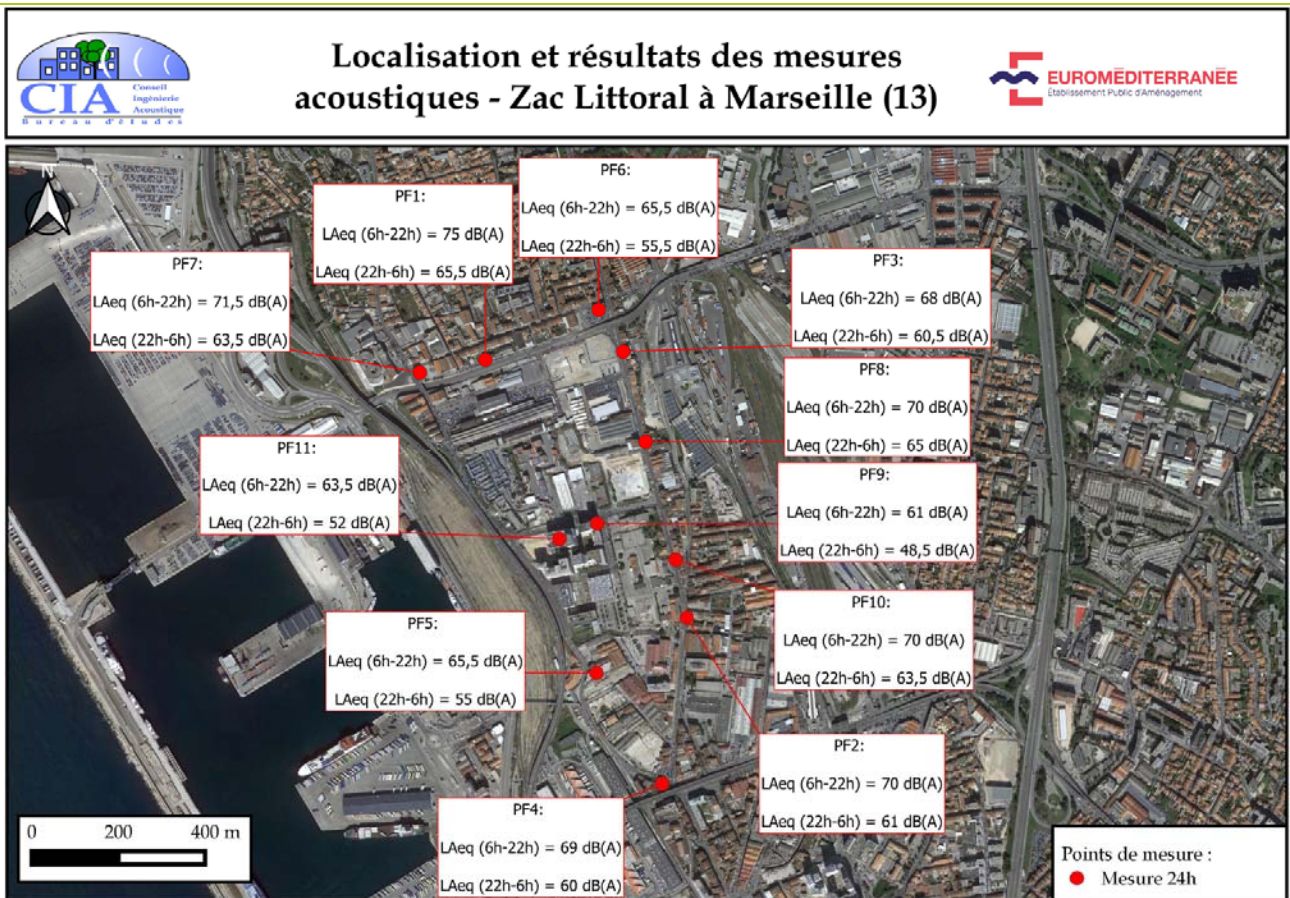 CIA
Conseil
Ingénierie
Acoustique
Bureau d'études
Localisation et résultats des mesures
acoustiques - Zac Littoral à Marseille (13)
EUROMÉDITERRANÉE
Établissement Public d'Aménagement
N
PF6:
LAeq (6h-22h) = 65,5 dB(A)
LAeq (22h-6h) = 55,5 dB(A)
PF1:
LAeq (6h-22h) = 75 dB(A)
LAeq (22h-6h) = 65,5 dB(A)
PF7:
LAeq (6h-22h) = 71,5 dB(A)
LAeq (22h-6h) = 63,5 dB(A)
PF3:
LAeq (6h-22h) = 68 dB(A)
LAeq (22h-6h) = 60,5 dB(A)
PF8:
LAeq (6h-22h) = 70 dB(A)
LAeq (22h-6h) = 65 dB(A)
PF11:
LAeq (6h-22h) = 63,5 dB(A)
LAeq (22h-6h) = 52 dB(A)
PF9:
LAeq (6h-22h) = 61 dB(A)
LAeq (22h-6h) = 48,5 dB(A)
PF10:
LAeq (6h-22h) = 70 dB(A)
LAeq (22h-6h) = 63,5 dB(A)
PF5:
LAeq (6h-22h) = 65,5 dB(A)
LAeq (22h-6h) = 55 dB(A)
PF2:
LAeq (6h-22h) = 70 dB(A)
LAeq (22h-6h) = 61 dB(A)
PF4:
LAeq (6h-22h) = 69 dB(A)
LAeq (22h-6h) = 60 dB(A)
0 200 400 m
Points de mesure :
Mesure 24h